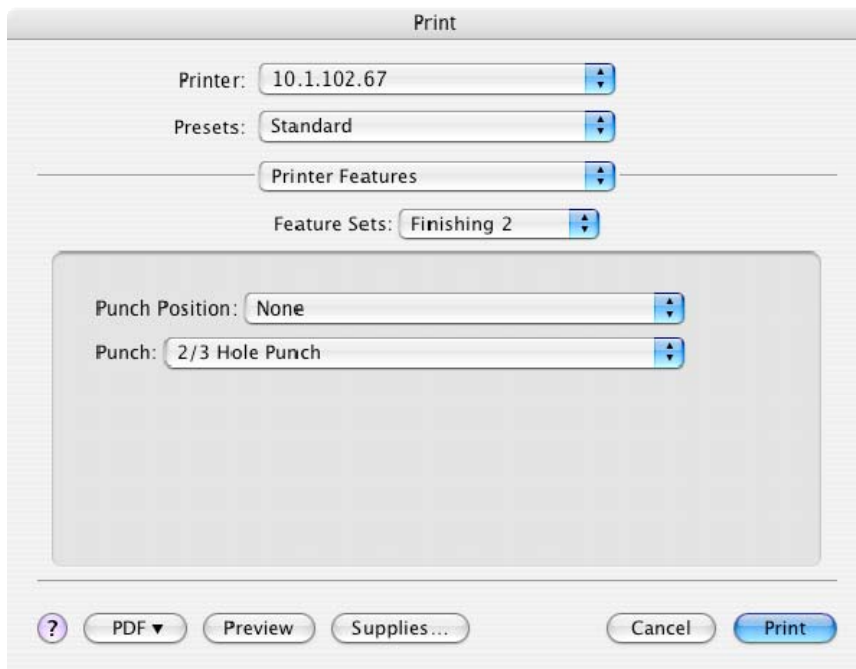 Print
Printer: 10.1.102.67
Presets: Standard
Printer Features
Feature Sets: Finishing 2
Punch Position: None
Punch: 2/3 Hole Punch
? PDF ▼ Preview Supplies... Cancel Print